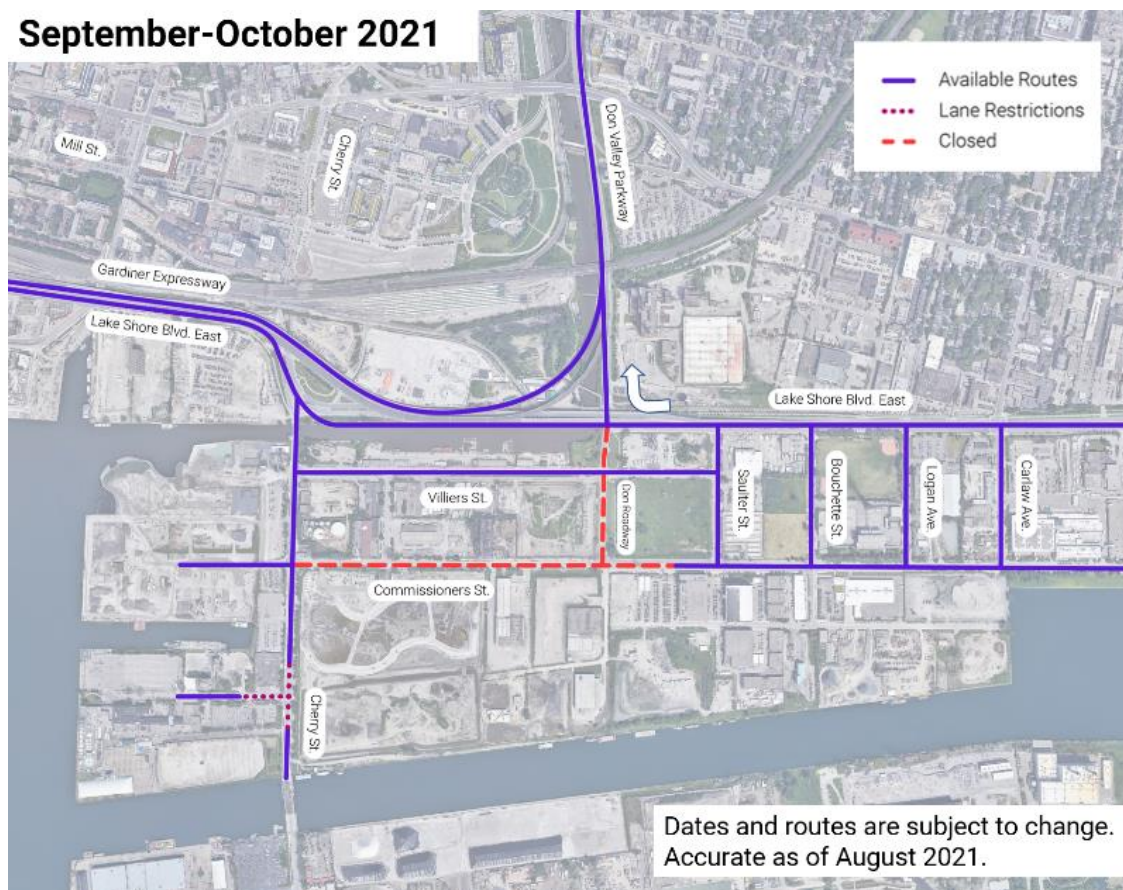 September-October 2021
Available Routes
Lane Restrictions
Closed
Mill St.
Cherry St.
Don Valley Parkway
Gardiner Expressway
Lake Shore Blvd. East
Lake Shore Blvd. East
Villiers St.
Don Roadway
Saulter St.
Bouchette St.
Logan Ave.
Carlaw Ave.
Commissioners St.
Cherry St.
Dates and routes are subject to change.
Accurate as of August 2021.